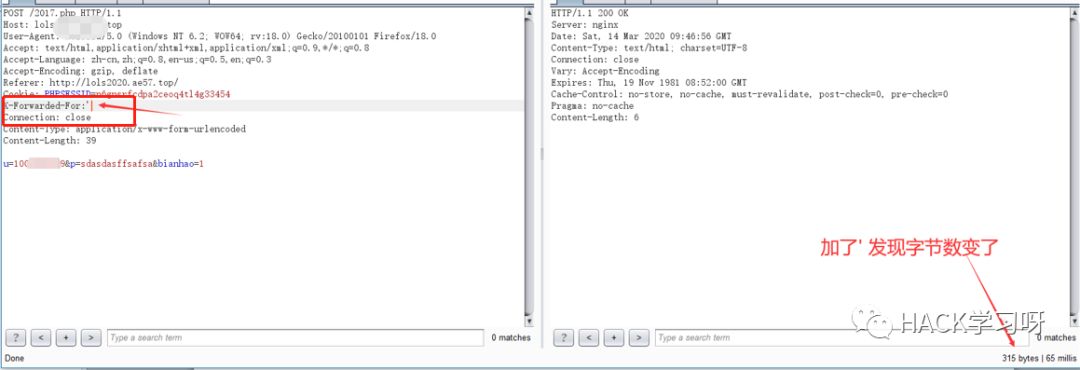 POST /2017.php HTTP/1.1
Host: lols top
User-Agent: /5.0 (Windows NT 6.2; WOW64; rv:18.0) Gecko/20100101 Firefox/18.0
Accept: text/html,application/xhtml+xml,application/xml;q=0.9,*/*;q=0.8
Accept-Language: zh-cn,zh;q=0.8,en-us;q=0.5,en;q=0.3
Accept-Encoding: gzip, deflate
Referer: http://lols2020.ae57.top/
Cookie:
X-Forwarded-For:'
Connection: close
Content-Type: application/x-www-form-urlencoded
Content-Length: 39
u=100 9&p=sdasdasffsafsa&bianhao=1
? < + > Type a search term 0 matches
Done
HTTP/1.1 200 OK
Server: nginx
Date: Sat, 14 Mar 2020 09:46:56 GMT
Content-Type: text/html; charset=UTF-8
Connection: close
Vary: Accept-Encoding
Expires: Thu, 19 Nov 1981 08:52:00 GMT
Cache-Control: no-store, no-cache, must-revalidate, post-check=0, pre-check=0
Pragma: no-cache
Content-Length: 6
加了' 发现字节数变了
HACK学习呀
? < + > Type a search term 0 matches
315 bytes | 65 millis